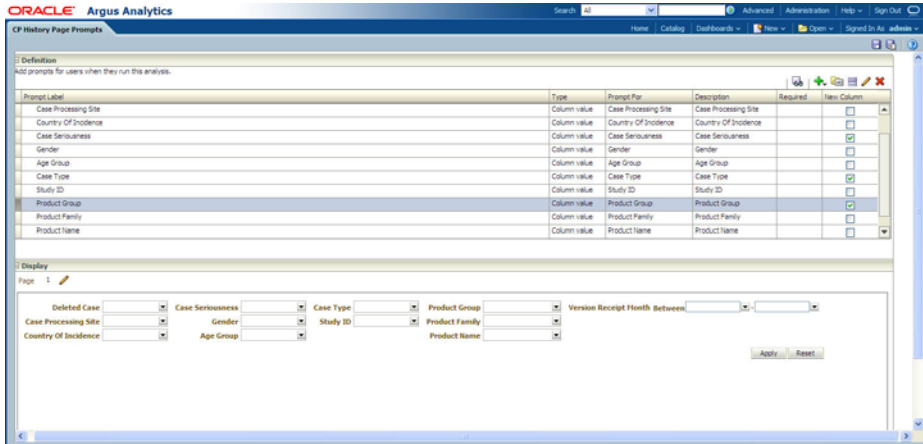 ORACLE Argus Analytics
Search All Advanced Administration Help Sign Out
CP History Page Prompts Home Catalog Dashboards New Open Signed In As admin
Definition
Add prompts for users when they run this analysis.
Prompt Label Type Prompt For Description Required New Column
Case Processing Site Column value Case Processing Site Case Processing Site
Country Of Incidence Column value Country Of Incidence Country Of Incidence
Case Seriousness Column value Case Seriousness Case Seriousness
Gender Column value Gender Gender
Age Group Column value Age Group Age Group
Case Type Column value Case Type Case Type
Study ID Column value Study ID Study ID
Product Group Column value Product Group Product Group
Product Family Column value Product Family Product Family
Product Name Column value Product Name Product Name
Display
Page 1
Deleted Case Case Seriousness Case Type Product Group Version Receipt Month Between -
Case Processing Site Gender Study ID Product Family
Country Of Incidence Age Group Product Name
Apply Reset